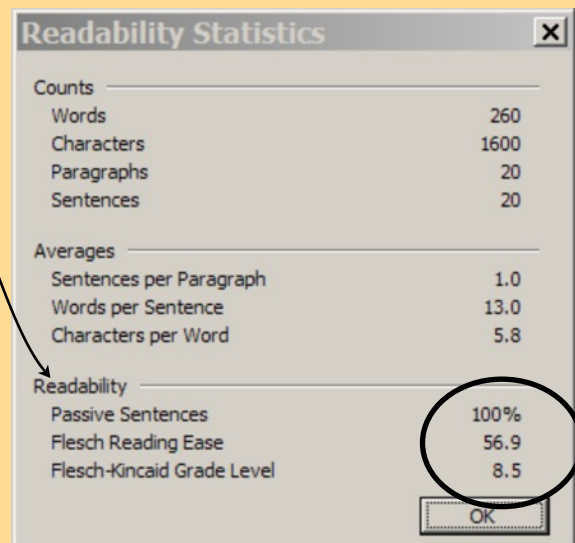 Readability Statistics
Counts
Words 260
Characters 1600
Paragraphs 20
Sentences 20
Averages
Sentences per Paragraph 1.0
Words per Sentence 13.0
Characters per Word 5.8
Readability
Passive Sentences 100%
Flesch Reading Ease 56.9
Flesch-Kincaid Grade Level 8.5
OK